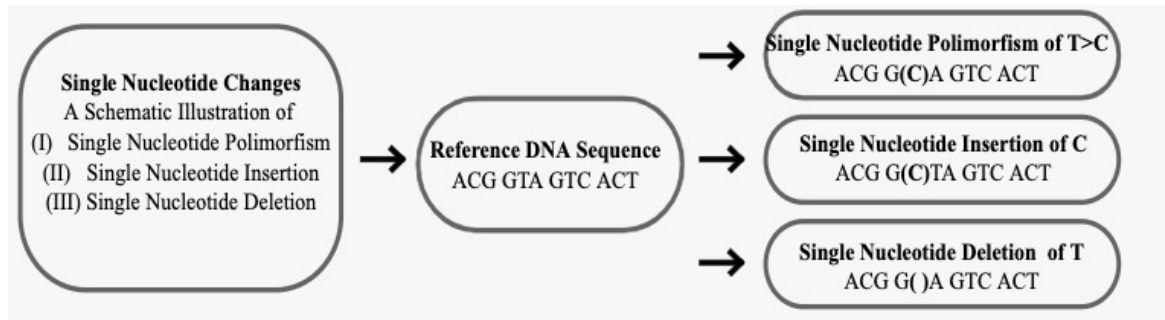 Single Nucleotide Changes
A Schematic Illustration of
(I) Single Nucleotide Polimorfism
(II) Single Nucleotide Insertion
(III) Single Nucleotide Deletion
Reference DNA Sequence
ACG GTA GTC ACT
Single Nucleotide Polimorfism of T>C
ACG G(C)A GTC ACT
Single Nucleotide Insertion of C
ACG G(C)TA GTC ACT
Single Nucleotide Deletion of T
ACG G( )A GTC ACT